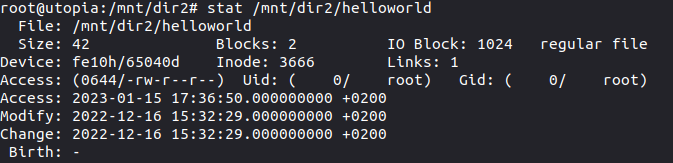 root@utopia:/mnt/dir2# stat /mnt/dir2/helloworld
  File: /mnt/dir2/helloworld
  Size: 42              Blocks: 2          IO Block: 1024   regular file
Device: fe10h/65040d    Inode: 3666        Links: 1
Access: (0644/-rw-r--r--)  Uid: (    0/    root)   Gid: (    0/    root)
Access: 2023-01-15 17:36:50.000000000 +0200
Modify: 2022-12-16 15:32:29.000000000 +0200
Change: 2022-12-16 15:32:29.000000000 +0200
 Birth: -